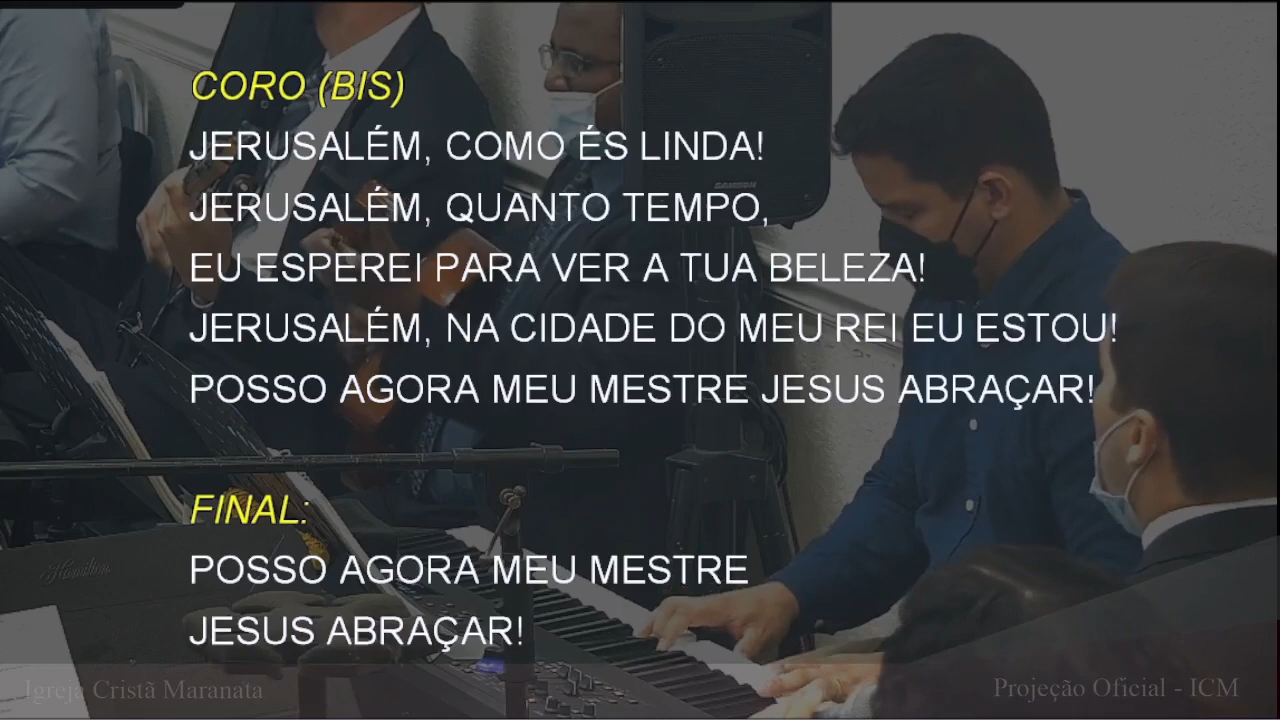 CORO (BIS)
JERUSALÉM, COMO ÉS LINDA!
JERUSALÉM, QUANTO TEMPO,
EU ESPEREI PARA VER A TUA BELEZA!
JERUSALÉM, NA CIDADE DO MEU REI EU ESTOU!
POSSO AGORA MEU MESTRE JESUS ABRAÇAR!
FINAL:
POSSO AGORA MEU MESTRE
JESUS ABRAÇAR!
Hamilton
Igreja Cristã Maranata
Projeção Oficial - ICM